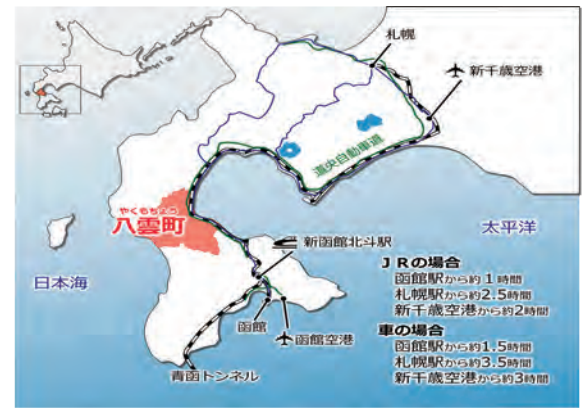 札幌
新千歳空港
道央自動車道
やくもちょう
八雲町
太平洋
新函館北斗駅
日本海
函館
函館空港
青函トンネル
JRの場合
函館駅から約1時間
札幌駅から約2.5時間
新千歳空港から約2時間
車の場合
函館駅から約1.5時間
札幌駅から約3.5時間
新千歳空港から約3時間